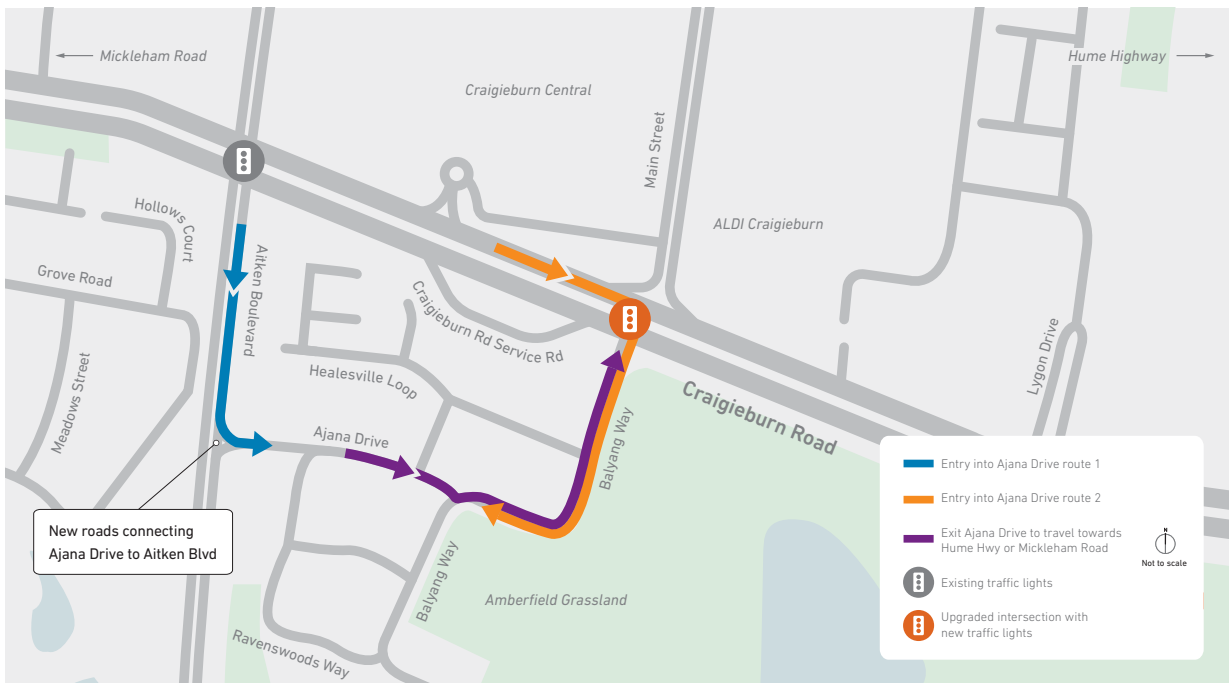 Mickleham Road
Hume Highway
Craigieburn Central
Main Street
ALDI Craigieburn
Hollows
Court
Grove Road
Aitken Boulevard
Craigieburn Rd Service Rd
Meadows Street
Healesville Loop
Lygon Drive
Craigieburn Road
Ajana Drive
Balyang Way
New roads connecting
Ajana Drive to Aitken Blvd
Balyang Way
Amberfield Grassland
Ravenswoods Way
Entry into Ajana Drive route 1
Entry into Ajana Drive route 2
Exit Ajana Drive to travel towards
Hume Hwy or Mickleham Road
N
Not to scale
Existing traffic lights
Upgraded intersection with
new traffic lights